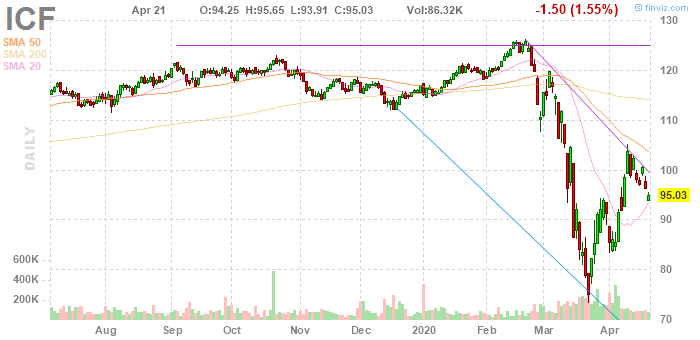 ICF
Apr 21 O:94.25 H:95.65 L:93.91 C:95.03 Vol:86.32K -1.50 (1.55%)
© finviz.com
SMA 50
SMA 200
SMA 20
DAILY
130
120
110
100
95.03
90
80
70
600K
400K
200K
Aug Sep Oct Nov Dec 2020 Feb Mar Apr